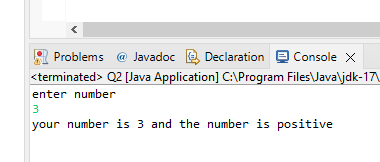 Problems @ Javadoc Declaration Console
<terminated> Q2 [Java Application] C:\Program Files\Java\jdk-17\
enter number
3
your number is 3 and the number is positive